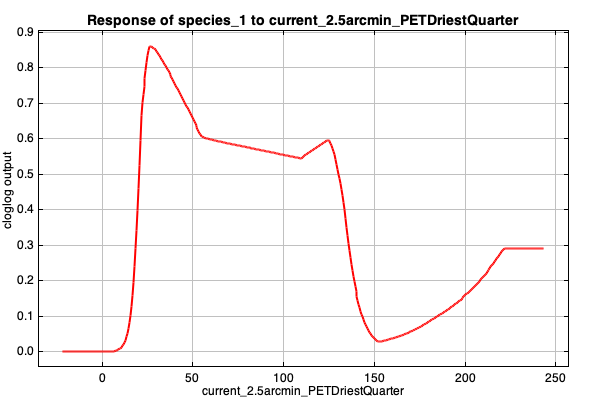 Response of species_1 to current_2.5arcmin_PETDriestQuarter
0.9
0.8
0.7
0.6
0.5
0.4
0.3
0.2
0.1
0.0
cloglog output
0 50 100 150 200 250
current_2.5arcmin_PETDriestQuarter